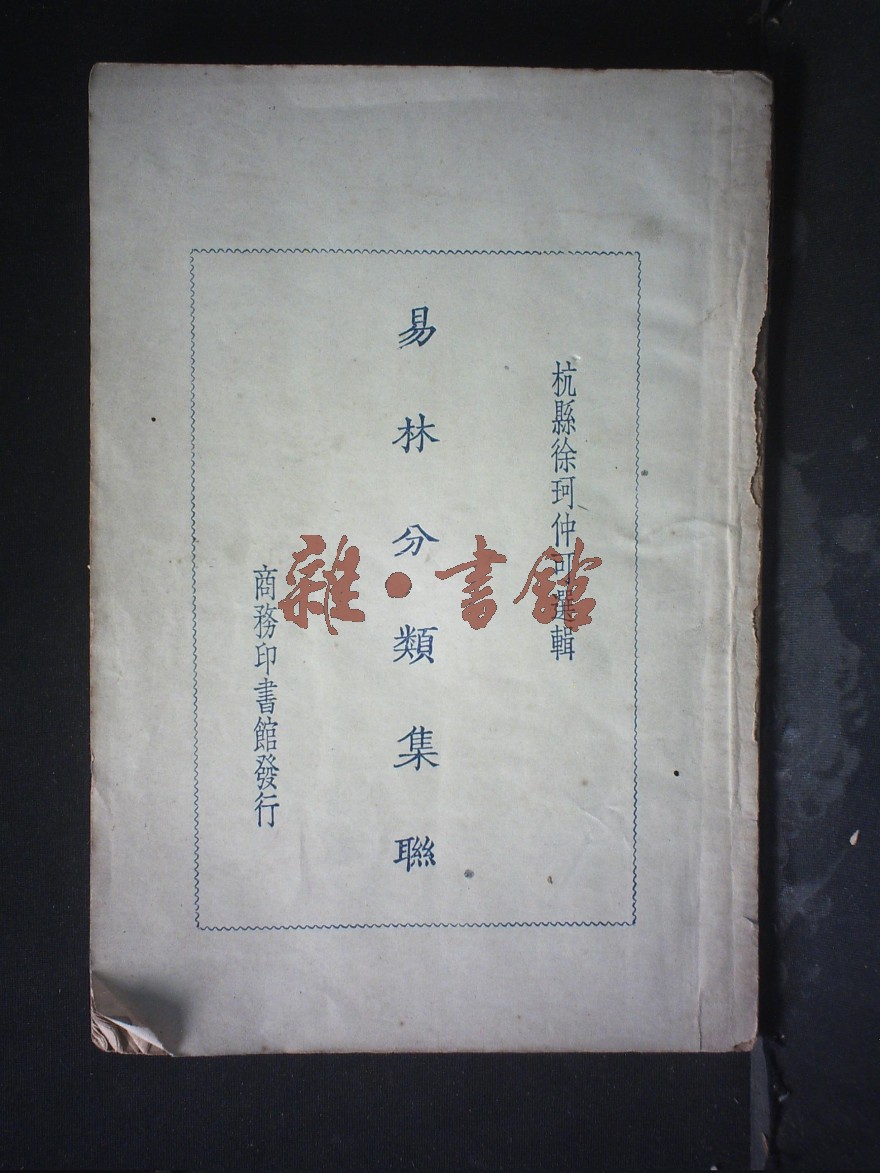 杭縣徐珂仲可選輯
易林分類集聯
商務印書館發行
雜·書館